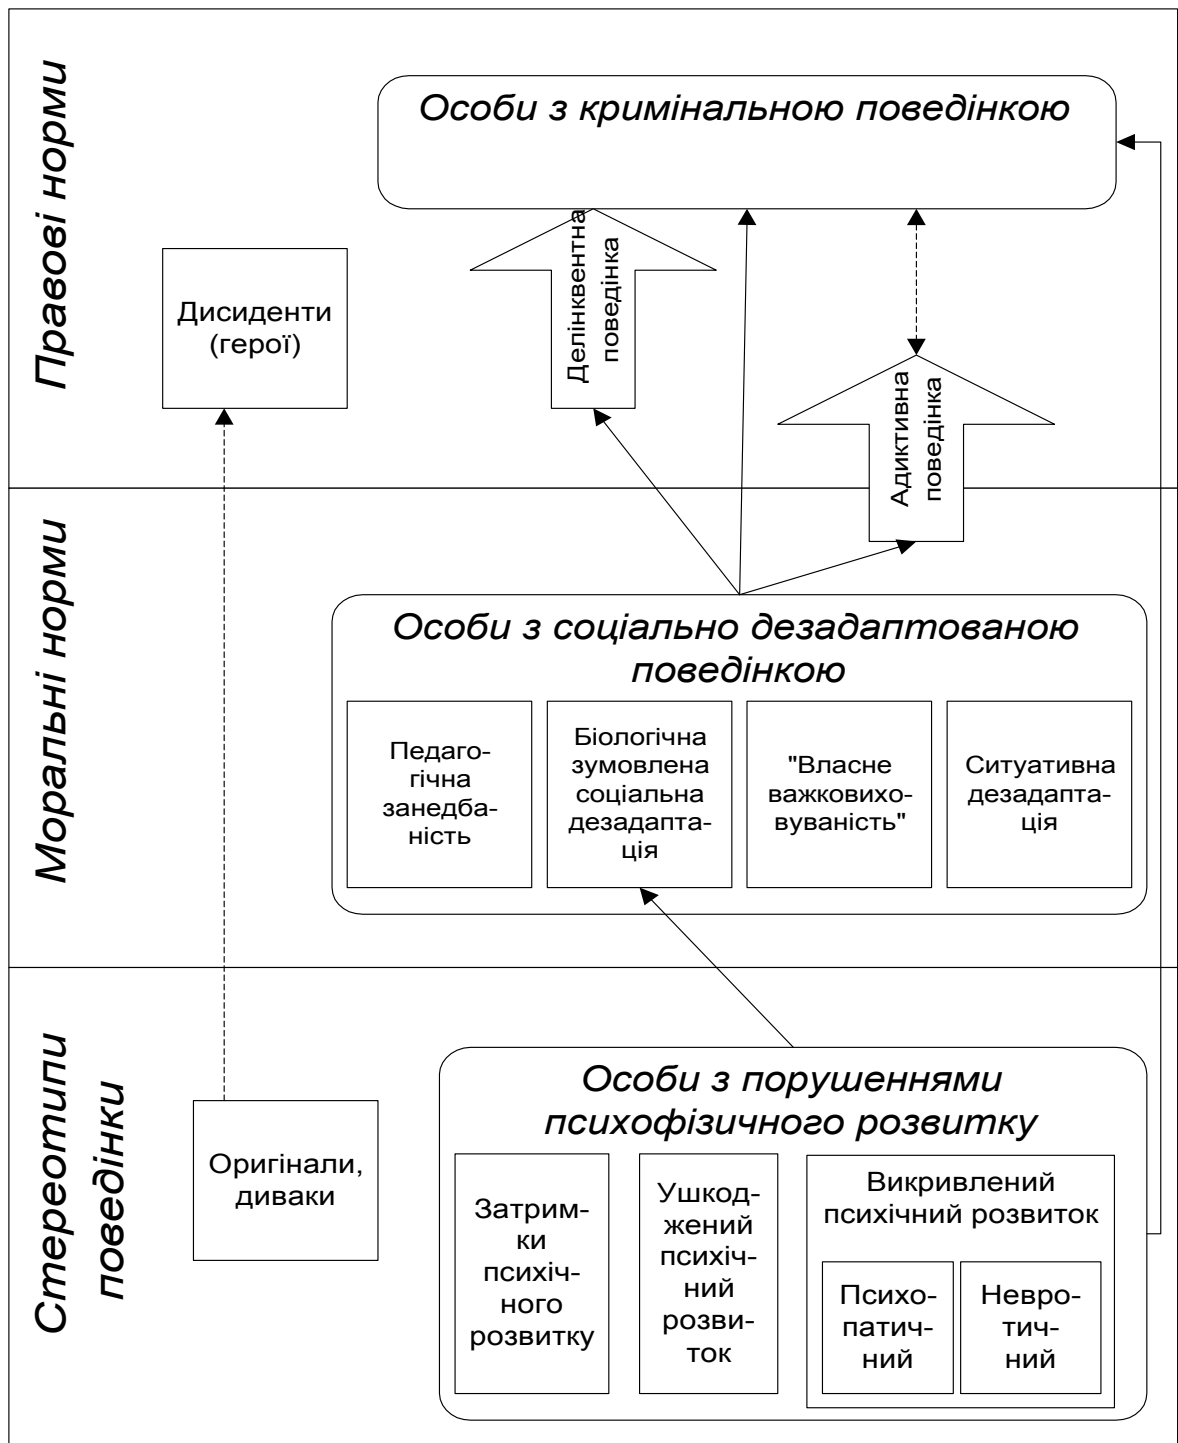 Правові норми
Особи з кримінальною поведінкою
Делінквентна
поведінка
Дисиденти
(герої)
Адиктивна
поведінка
Моральні норми
Особи з соціально дезадаптованою
поведінкою
Педаго-
гічна
занедба-
ність
Біологічна
зумовлена
соціальна
дезадапта-
ція
"Власне
важковихо-
вуваність"
Ситуативна
дезадапта-
ція
Стереотипи
поведінки
Оригінали,
диваки
Особи з порушеннями
психофізичного розвитку
Затрим-
ки
психіч-
ного
розвитку
Ушкод-
жений
психіч-
ний
розви-
ток
Викривлений
психічний розвиток
Психо-
патич-
ний
Невро-
тич-
ний